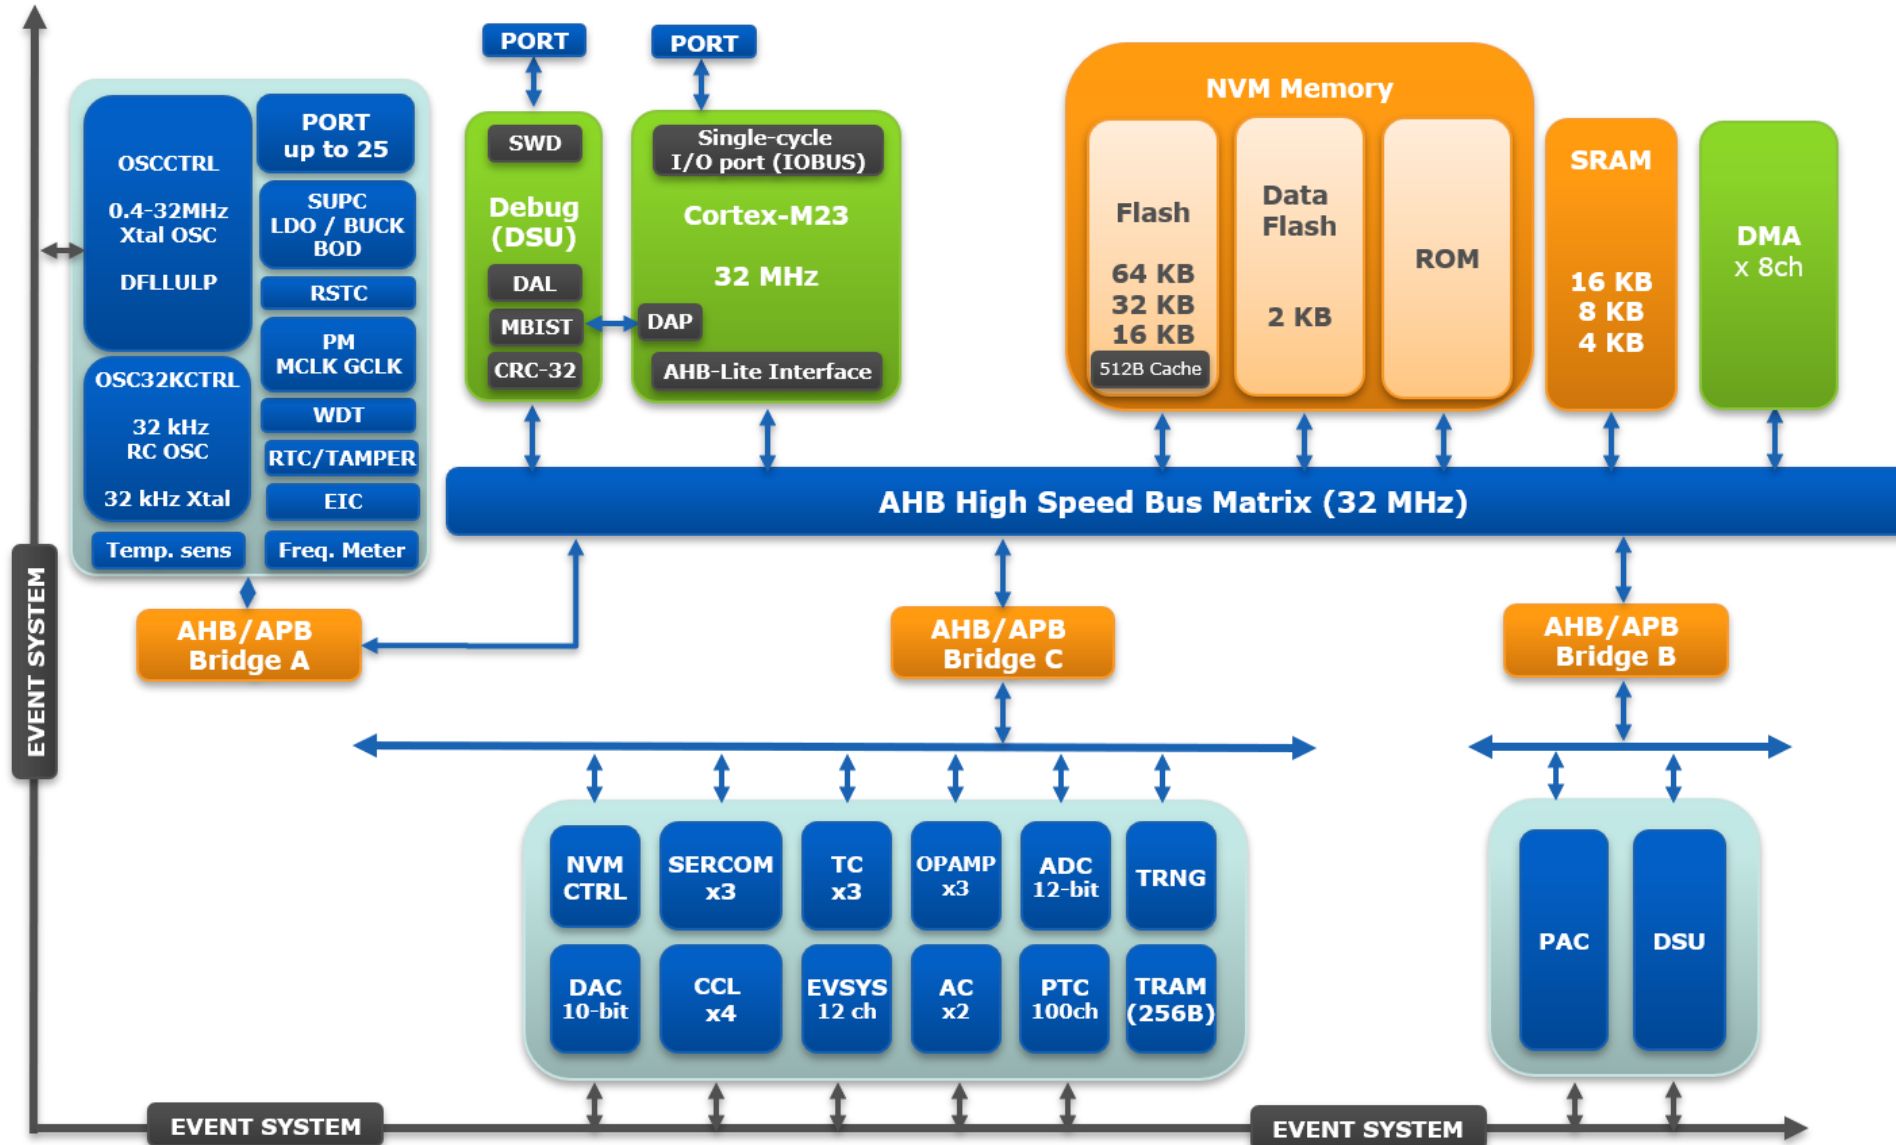 PORT
PORT
OSCCTRL
0.4-32MHz
Xtal OSC
DFLLULP
PORT
up to 25
SUPC
LDO / BUCK
BOD
RSTC
PM
MCLK GCLK
OSC32KCTRL
32 kHz
RC OSC
32 kHz Xtal
WDT
RTC/TAMPER
EIC
Temp. sens
Freq. Meter
SWD
Debug
(DSU)
DAL
MBIST
CRC-32
Single-cycle
I/O port (IOBUS)
Cortex-M23
32 MHz
DAP
AHB-Lite Interface
NVM Memory
Flash
64 KB
32 KB
16 KB
512B Cache
Data
Flash
2 KB
ROM
SRAM
16 KB
8 KB
4 KB
DMA
x 8ch
AHB High Speed Bus Matrix (32 MHz)
EVENT SYSTEM
AHB/APB
Bridge A
AHB/APB
Bridge C
AHB/APB
Bridge B
NVM
CTRL
SERCOM
x3
TC
x3
OPAMP
x3
ADC
12-bit
TRNG
DAC
10-bit
CCL
x4
EVSYS
12 ch
AC
x2
PTC
100ch
TRAM
(256B)
PAC
DSU
EVENT SYSTEM
EVENT SYSTEM